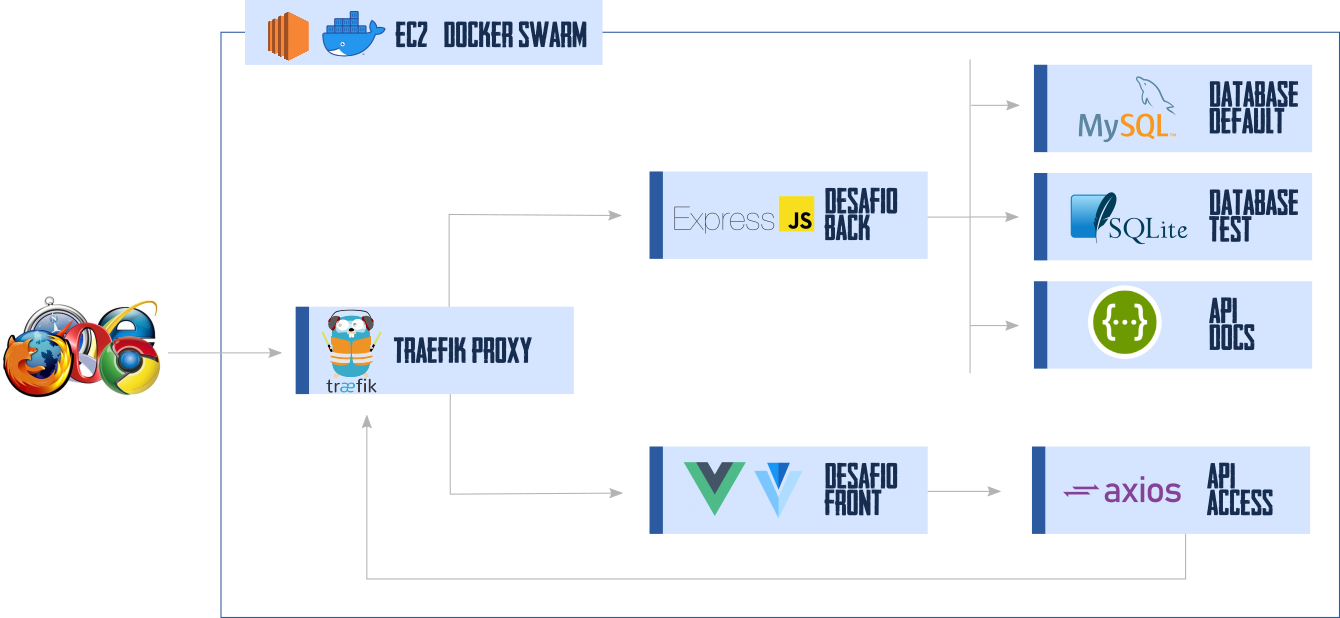 EC2 DOCKER SWARM
MySQL™
DATABASE
DEFAULT
Express JS
DESAFIO
BACK
SQLite
DATABASE
TEST
{...}
API
DOCS
træfik
TRAEFIK PROXY
DESAFIO
FRONT
axios
API
ACCESS